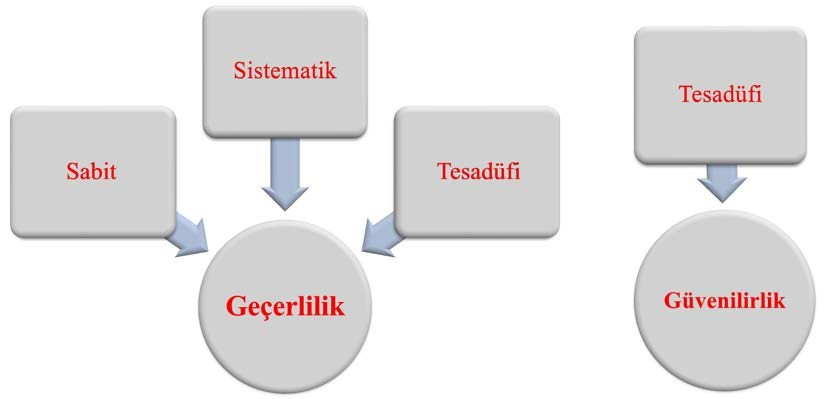 Sistematik
Sabit
Tesadüfi
Geçerlilik
Tesadüfi
Güvenilirlik